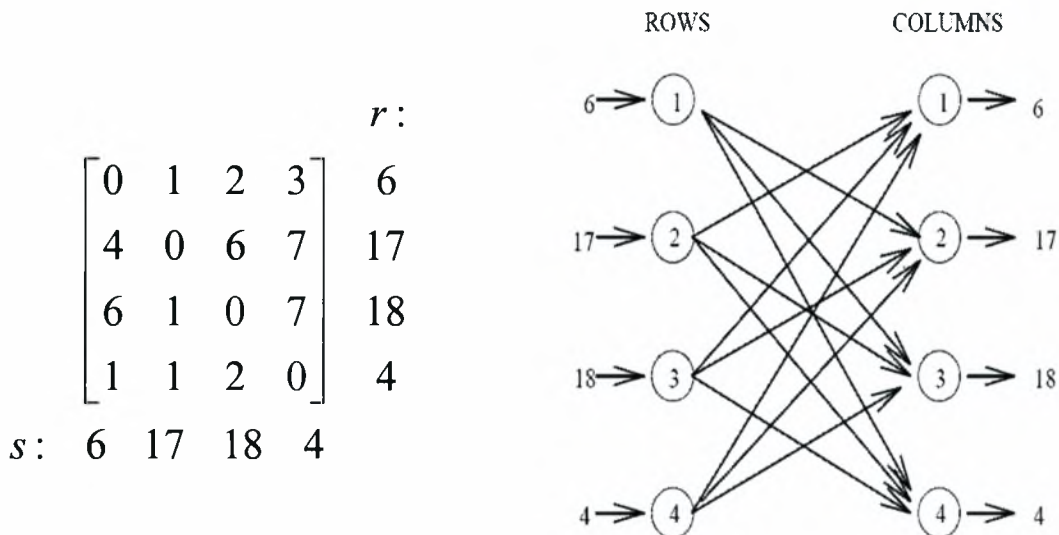 r :
0 1 2 3 6
4 0 6 7 17
6 1 0 7 18
1 1 2 0 4
s : 6 17 18 4
ROWS COLUMNS
6 1 1 6
17 2 2 17
18 3 3 18
4 4 4 4